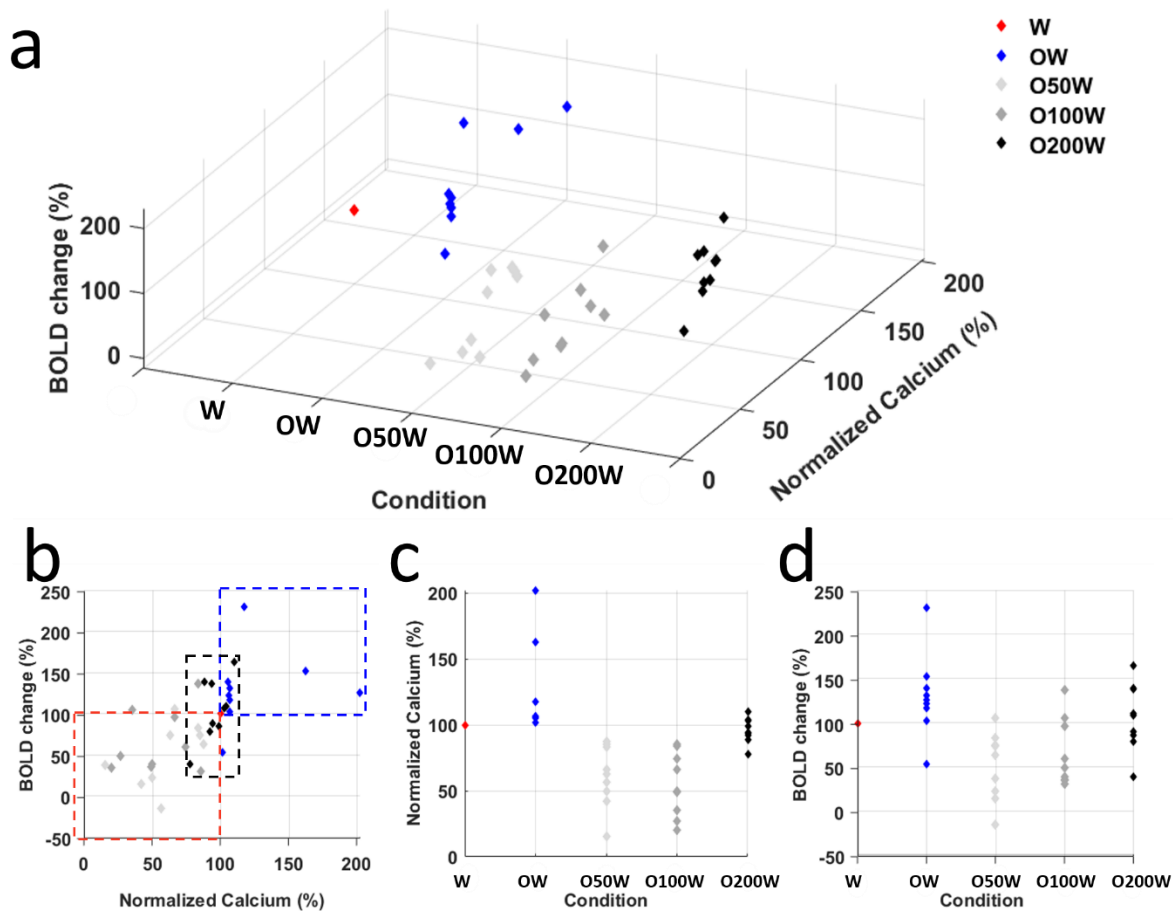 a
W
OW
O50W
O100W
O200W
BOLD change (%)
200
100
0
W
OW
O50W
O100W
O200W
Condition
0
50
100
150
200
Normalized Calcium (%)
b
BOLD change (%)
250
200
150
100
50
0
-50
0
50
100
150
200
Normalized Calcium (%)
c
Normalized Calcium (%)
200
150
100
50
0
W
OW
O50W
O100W
O200W
Condition
d
BOLD change (%)
250
200
150
100
50
0
-50
W
OW
O50W
O100W
O200W
Condition